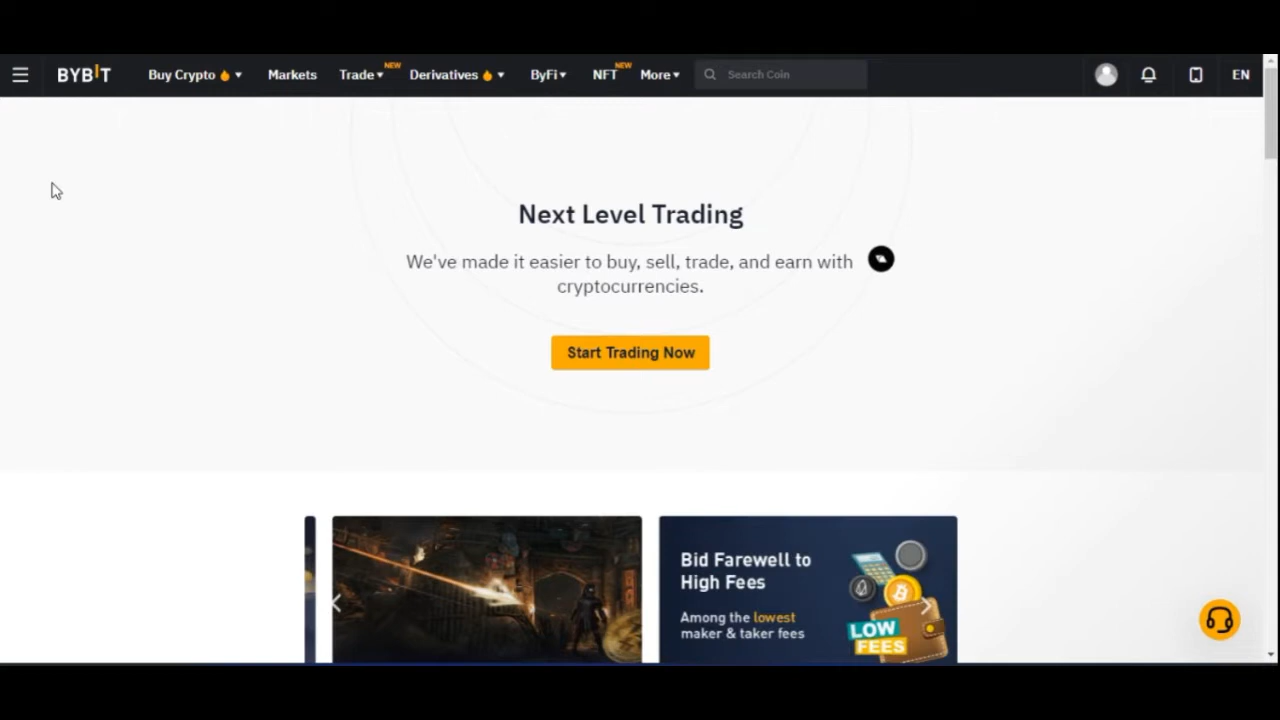 BYBIT
Buy Crypto
Markets
Trade
NEW
Derivatives
ByFi
NFT
NEW
More
Search Coin
EN
Next Level Trading
We've made it easier to buy, sell, trade, and earn with
cryptocurrencies.
Start Trading Now
Bid Farewell to
High Fees
Among the lowest
maker & taker fees
LOW
FEES